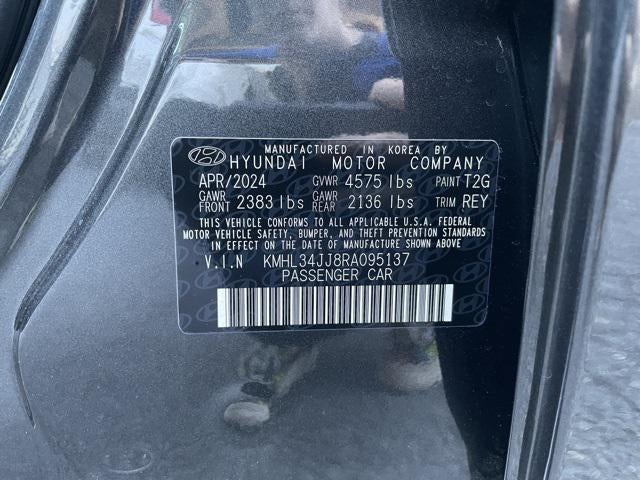 MANUFACTURED IN KOREA BY
HYUNDAI MOTOR COMPANY
APR/2024 GVWR 4575 lbs PAINT T2G
GAWR FRONT 2383 lbs GAWR REAR 2136 lbs TRIM REY
THIS VEHICLE CONFORMS TO ALL APPLICABLE U.S.A. FEDERAL
MOTOR VEHICLE SAFETY, BUMPER, AND THEFT PREVENTION STANDARDS
IN EFFECT ON THE DATE OF MANUFACTURE SHOWN ABOVE.
V.I.N KMHL34JJ8RA095137
PASSENGER CAR